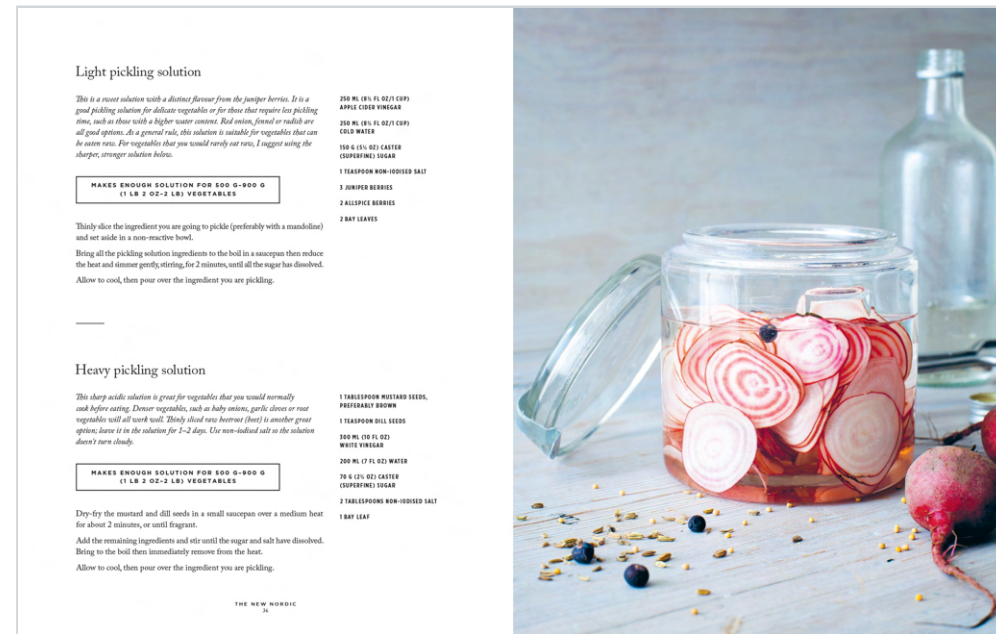 Light pickling solution
This is a sweet solution with a distinct flavour from the juniper berries. It is a
good pickling solution for delicate vegetables or for those that require less pickling
time, such as those with a higher water content. Red onion, fennel or radish are
all good options. As a general rule, this solution is suitable for vegetables that can
be eaten raw. For vegetables that you would rarely eat raw, I suggest using the
sharper, stronger solution below.
MAKES ENOUGH SOLUTION FOR 500 G–900 G
(1 LB 2 OZ–2 LB) VEGETABLES
Thinly slice the ingredient you are going to pickle (preferably with a mandoline)
and set aside in a non-reactive bowl.
Bring all the pickling solution ingredients to the boil in a saucepan then reduce
the heat and simmer gently, stirring, for 2 minutes, until all the sugar has dissolved.
Allow to cool, then pour over the ingredient you are pickling.
250 ML (8½ FL OZ/1 CUP)
APPLE CIDER VINEGAR
250 ML (8½ FL OZ/1 CUP)
COLD WATER
150 G (5½ OZ) CASTER
(SUPERFINE) SUGAR
1 TEASPOON NON-IODISED SALT
3 JUNIPER BERRIES
2 ALLSPICE BERRIES
2 BAY LEAVES
Heavy pickling solution
This sharp acidic solution is great for vegetables that you would normally
cook before eating. Denser vegetables, such as baby onions, garlic cloves or root
vegetables will all work well. Thinly sliced raw beetroot (beet) is another great
option; leave it in the solution for 1–2 days. Use non-iodised salt so the solution
doesn't turn cloudy.
MAKES ENOUGH SOLUTION FOR 500 G–900 G
(1 LB 2 OZ–2 LB) VEGETABLES
Dry-fry the mustard and dill seeds in a small saucepan over a medium heat
for about 2 minutes, or until fragrant.
Add the remaining ingredients and stir until the sugar and salt have dissolved.
Bring to the boil then immediately remove from the heat.
Allow to cool, then pour over the ingredient you are pickling.
1 TABLESPOON MUSTARD SEEDS,
PREFERABLY BROWN
1 TEASPOON DILL SEEDS
300 ML (10 FL OZ)
WHITE VINEGAR
200 ML (7 FL OZ) WATER
70 G (2½ OZ) CASTER
(SUPERFINE) SUGAR
2 TABLESPOONS NON-IODISED SALT
1 BAY LEAF
THE NEW NORDIC